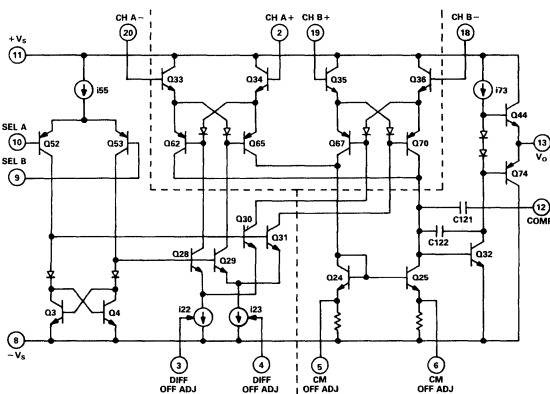 CH A− CH A+ CH B+ CH B−
20 2 19 18
+VS
11
Q33 Q34 Q35 Q36
i55 i73
Q44
SEL A
10 Q52 Q53 Q62 Q65 Q67 Q70 13
VO
SEL B
9 Q74
12
C121 COMP
Q30 C122
Q31
Q28 Q29 Q32
Q24 Q25
Q3 Q4 i22 i23
8
−VS
3 4 5 6
DIFF DIFF CM CM
OFF ADJ OFF ADJ OFF ADJ OFF ADJ